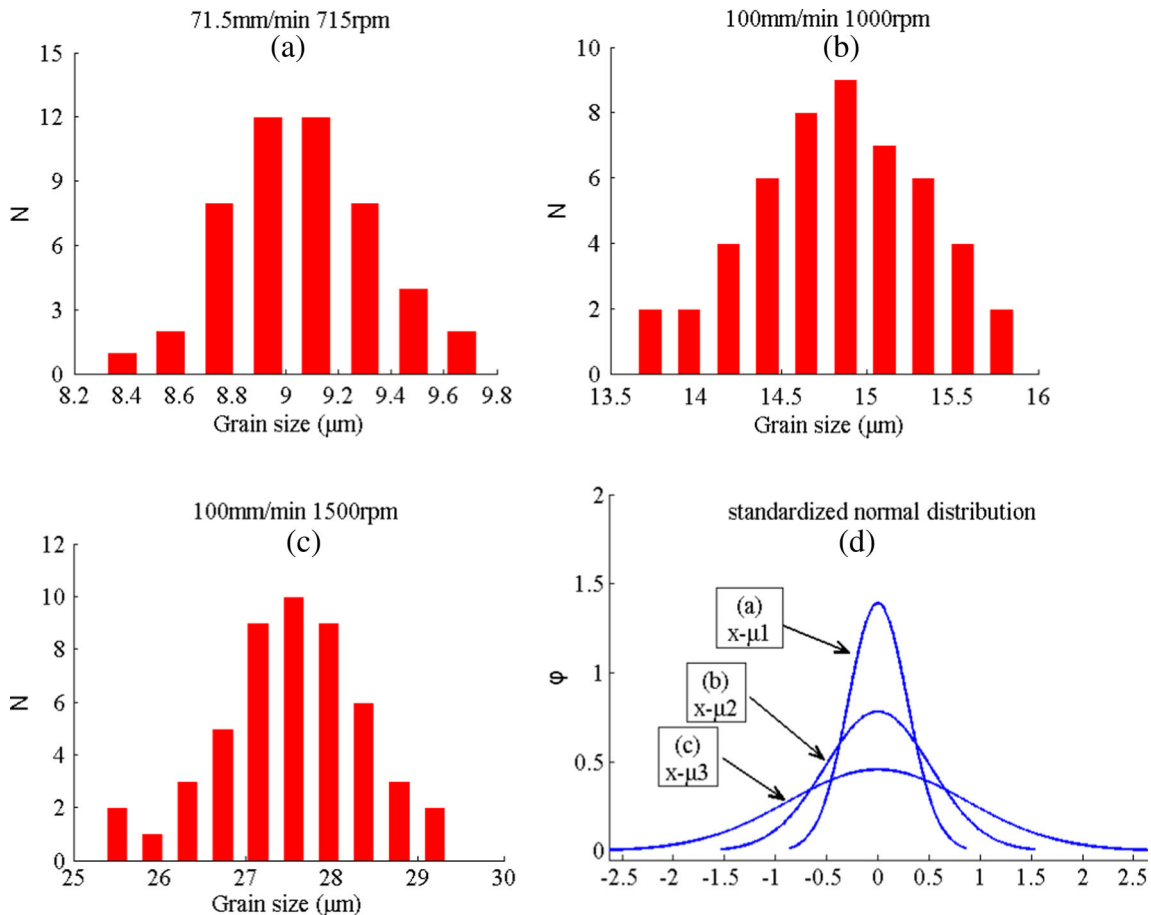 71.5mm/min 715rpm
(a)
15
12
9
6
3
0
N
8.2 8.4 8.6 8.8 9 9.2 9.4 9.6 9.8
Grain size (μm)
100mm/min 1000rpm
(b)
10
8
6
4
2
0
N
13.5 14 14.5 15 15.5 16
Grain size (μm)
100mm/min 1500rpm
(c)
12
10
8
6
4
2
0
N
25 26 27 28 29 30
Grain size (μm)
standardized normal distribution
(d)
2
1.5
1
0.5
0
φ
(a)
x-μ1
(b)
x-μ2
(c)
x-μ3
-2.5 -2 -1.5 -1 -0.5 0 0.5 1 1.5 2 2.5